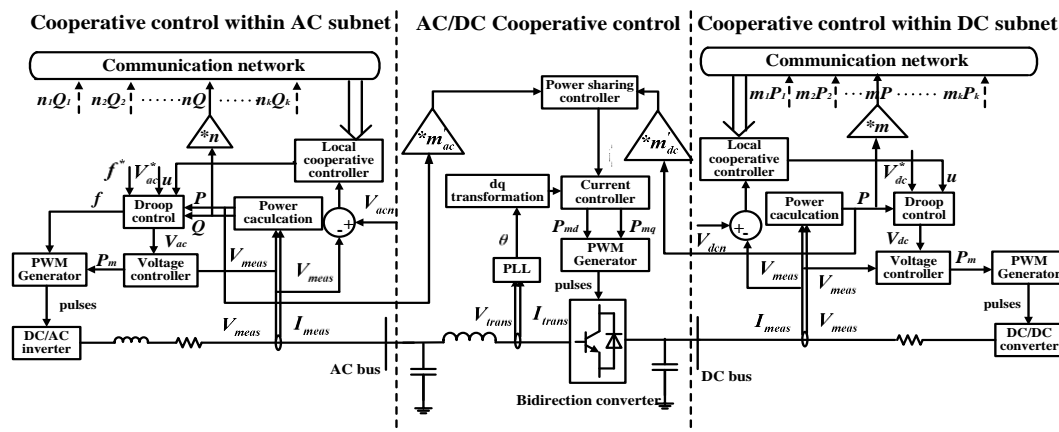 Cooperative control within AC subnet
AC/DC Cooperative control
Cooperative control within DC subnet
Communication network
n1Q1 n2Q2 ······ nQ ······ nkQk
*n
Local cooperative controller
f* V*ac u
P
Q
f
Droop control
Power caculcation
- +
Vacn
Vac
Vmeas
Vmeas
PWM Generator
Pm
Voltage controller
pulses
DC/AC inverter
Vmeas
Imeas
AC bus
Power sharing controller
*m'ac
*m'dc
dq transformation
Current controller
θ
Pmd
Pmq
PLL
PWM Generator
pulses
Vtrans
Itrans
Bidirection converter
Communication network
m1P1 m2P2 ······ mP ······ mkPk
*m
Local cooperative controller
V*dc
u
Power caculcation
P
Droop control
+ -
Vdcn
Vdc
Vmeas
Voltage controller
Pm
PWM Generator
pulses
Imeas
Vmeas
DC/DC converter
DC bus